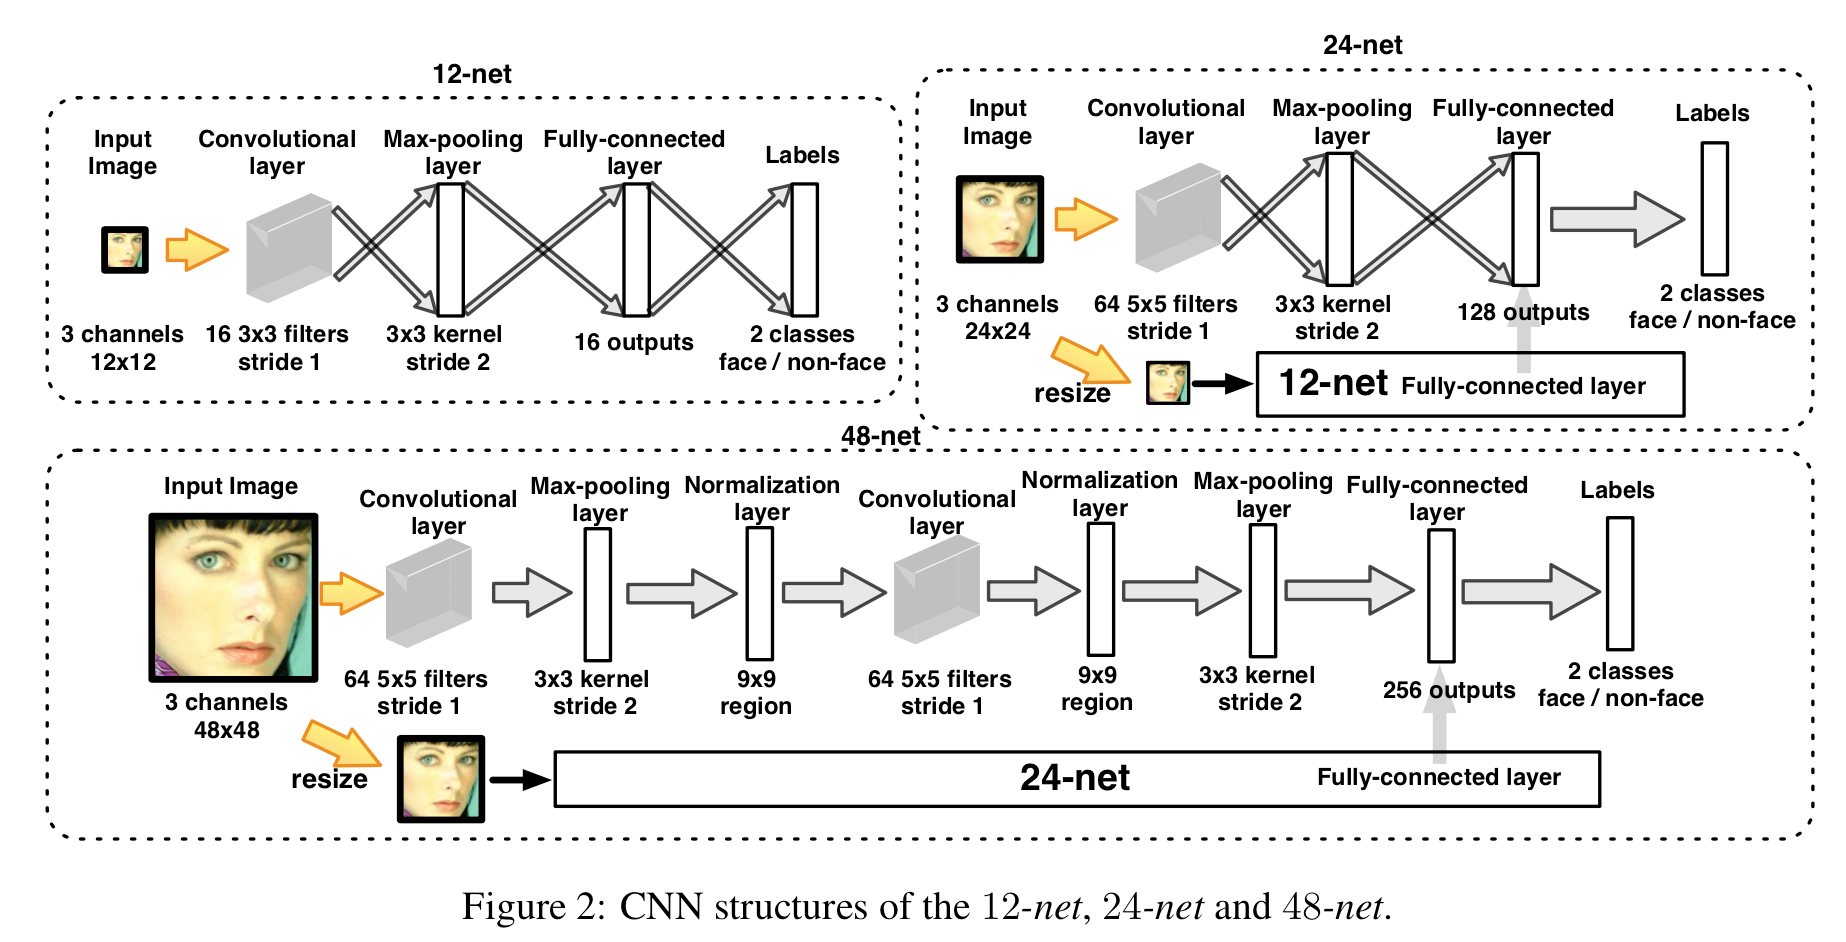 12-net
Input
Image
Convolutional
layer
Max-pooling
layer
Fully-connected
layer
Labels
3 channels
12x12
16 3x3 filters
stride 1
3x3 kernel
stride 2
16 outputs
2 classes
face / non-face
24-net
Input
Image
Convolutional
layer
Max-pooling
layer
Fully-connected
layer
Labels
3 channels
24x24
64 5x5 filters
stride 1
3x3 kernel
stride 2
128 outputs
2 classes
face / non-face
resize
12-net Fully-connected layer
48-net
Input Image
Convolutional
layer
Max-pooling
layer
Normalization
layer
Convolutional
layer
Normalization
layer
Max-pooling
layer
Fully-connected
layer
Labels
3 channels
48x48
64 5x5 filters
stride 1
3x3 kernel
stride 2
9x9
region
64 5x5 filters
stride 1
9x9
region
3x3 kernel
stride 2
256 outputs
2 classes
face / non-face
resize
24-net Fully-connected layer
Figure 2: CNN structures of the 12-net, 24-net and 48-net.